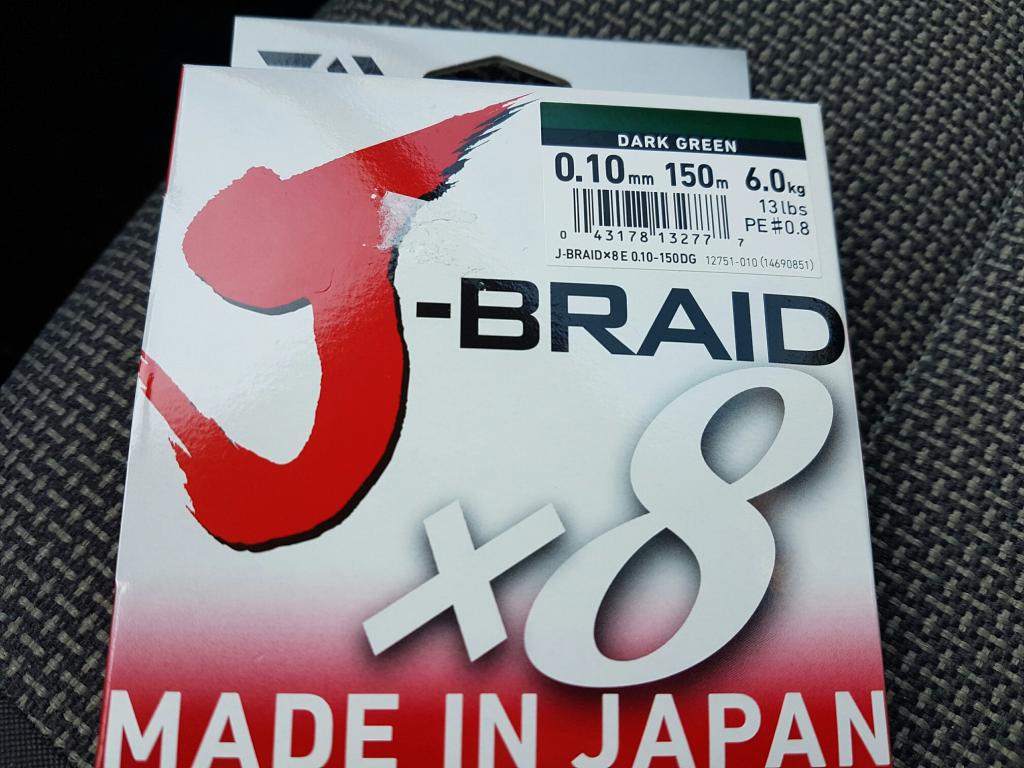 DARK GREEN
0.10mm 150m 6.0kg
13lbs
PE#0.8
0 43178 13277 7
J-BRAID×8E 0.10-150DG 12751-010 (14690851)
J-BRAID
×8
MADE IN JAPAN